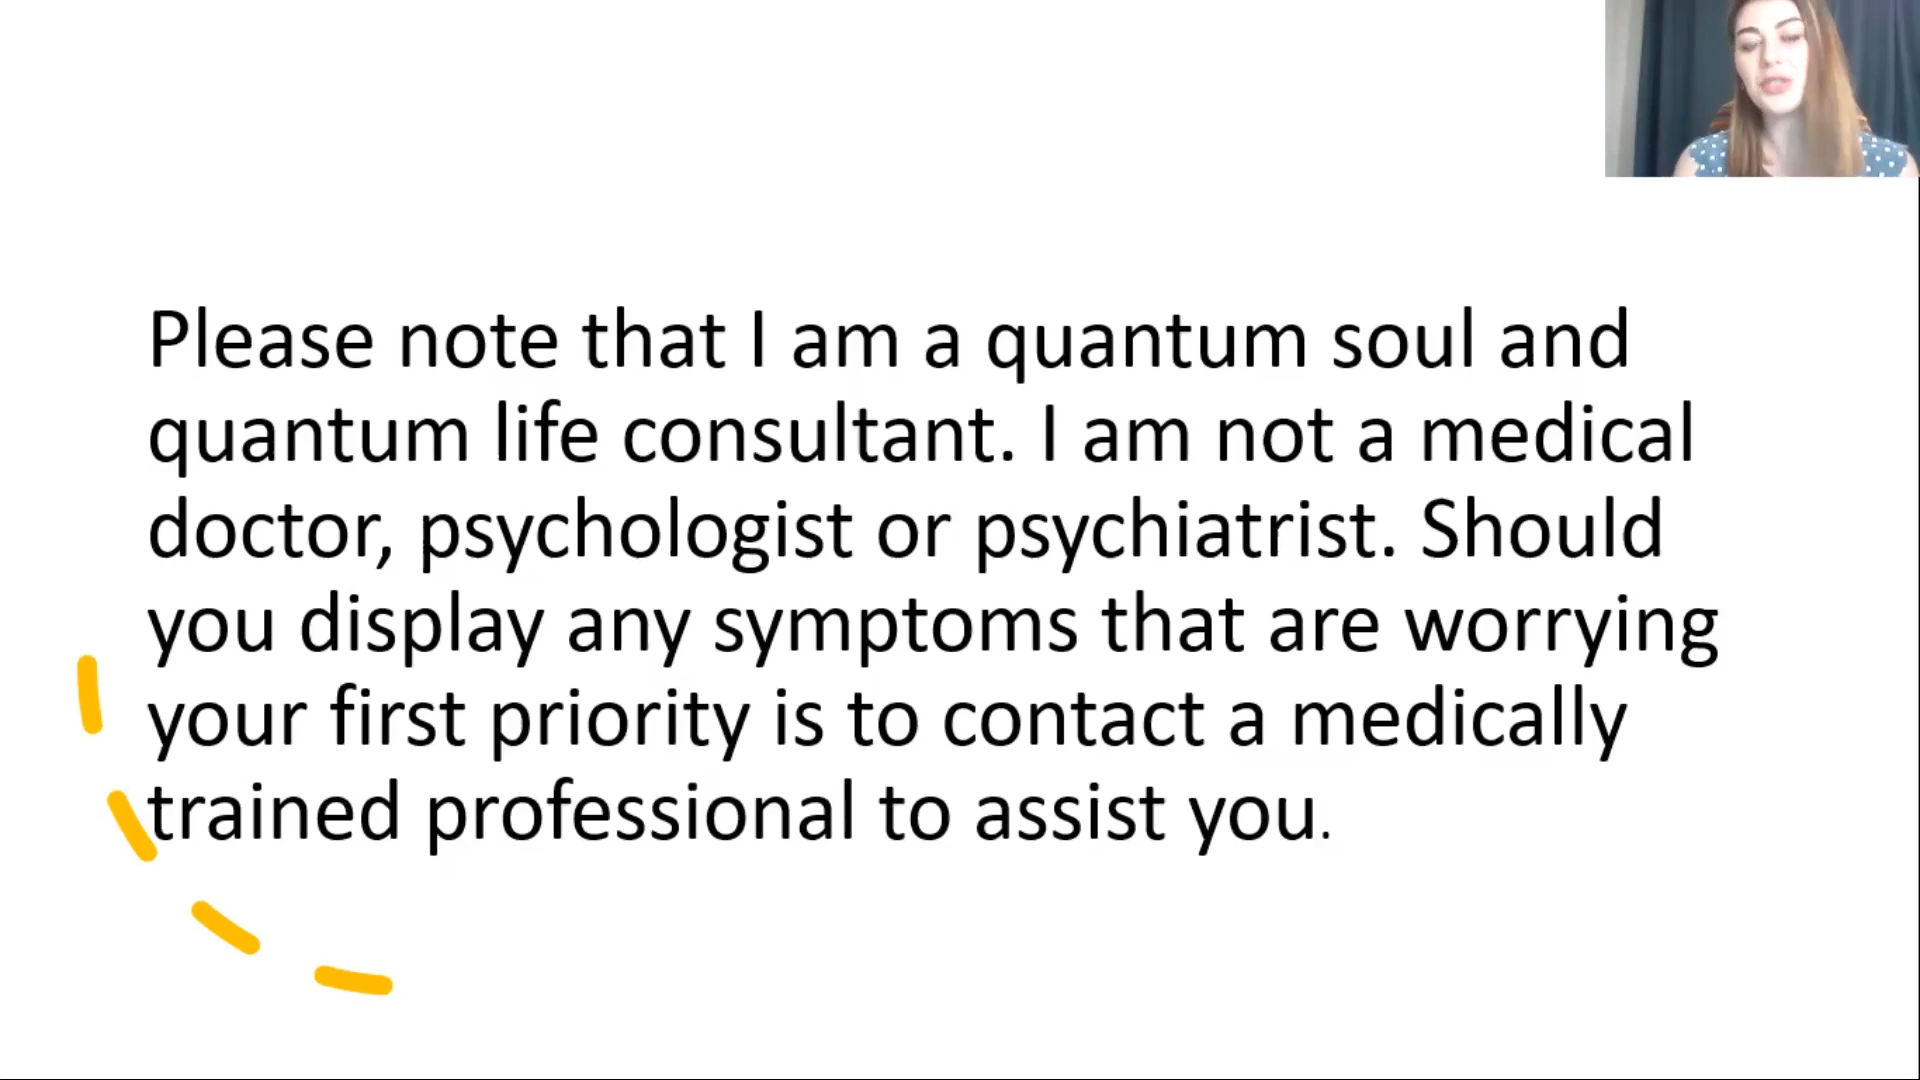 Please note that I am a quantum soul and
quantum life consultant. I am not a medical
doctor, psychologist or psychiatrist. Should
you display any symptoms that are worrying
your first priority is to contact a medically
trained professional to assist you.